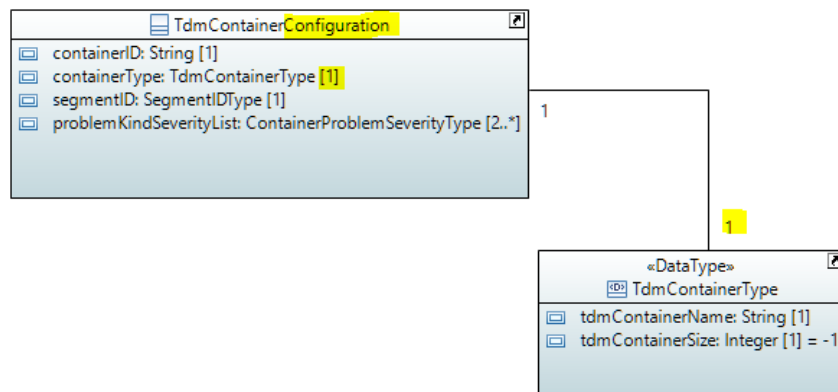 TdmContainerConfiguration
containerID: String [1]
containerType: TdmContainerType [1]
segmentID: SegmentIDType [1]
problemKindSeverityList: ContainerProblemSeverityType [2..*]
1
1
«DataType»
<D> TdmContainerType
tdmContainerName: String [1]
tdmContainerSize: Integer [1] = -1